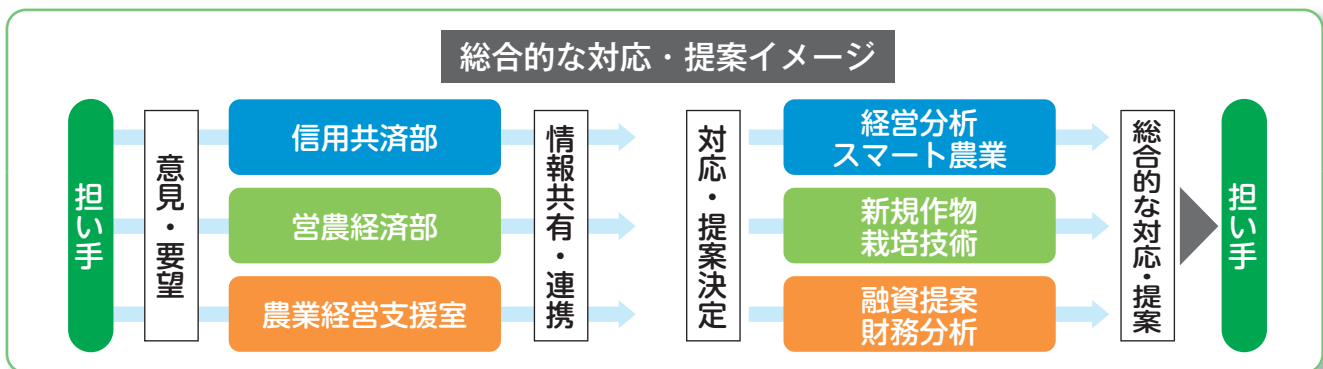 総合的な対応・提案イメージ
担い手
意見・要望
信用共済部
営農経済部
農業経営支援室
情報共有・連携
対応・提案決定
経営分析
スマート農業
新規作物
栽培技術
融資提案
財務分析
総合的な対応・提案
担い手